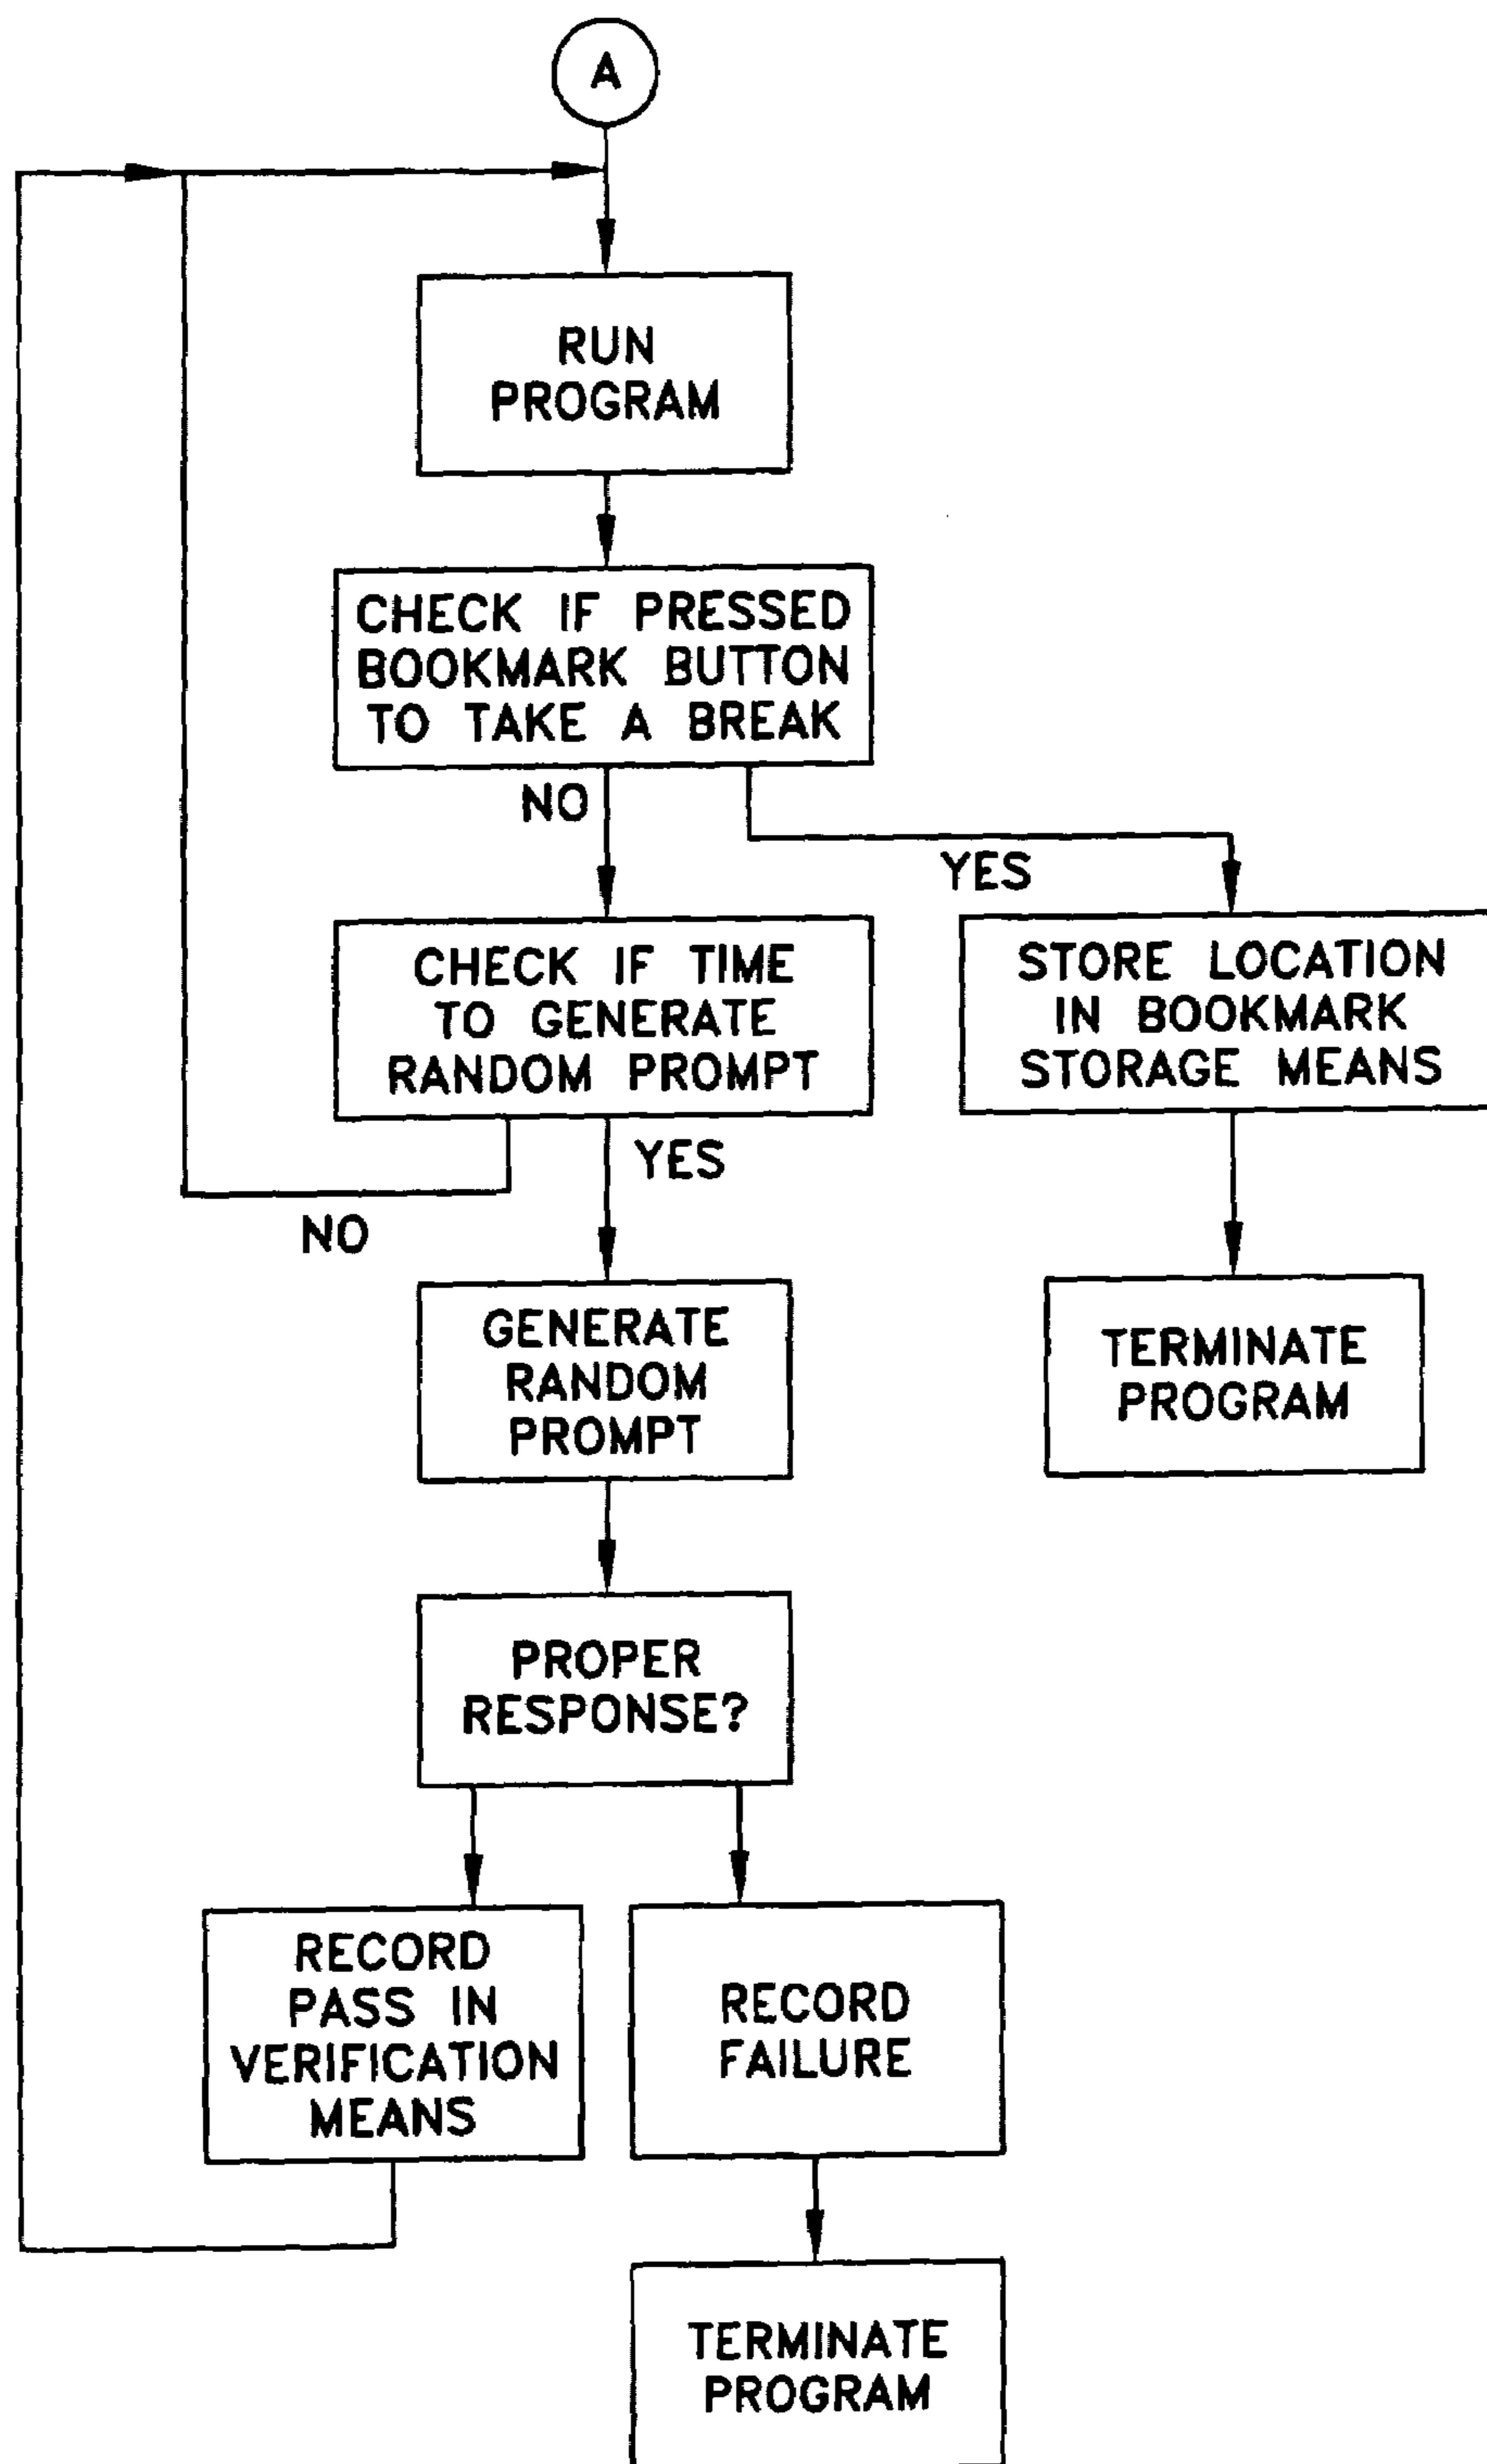 A
RUN
PROGRAM
CHECK IF PRESSED
BOOKMARK BUTTON
TO TAKE A BREAK
NO
YES
CHECK IF TIME
TO GENERATE
RANDOM PROMPT
STORE LOCATION
IN BOOKMARK
STORAGE MEANS
YES
NO
GENERATE
RANDOM
PROMPT
TERMINATE
PROGRAM
PROPER
RESPONSE?
RECORD
PASS IN
VERIFICATION
MEANS
RECORD
FAILURE
TERMINATE
PROGRAM